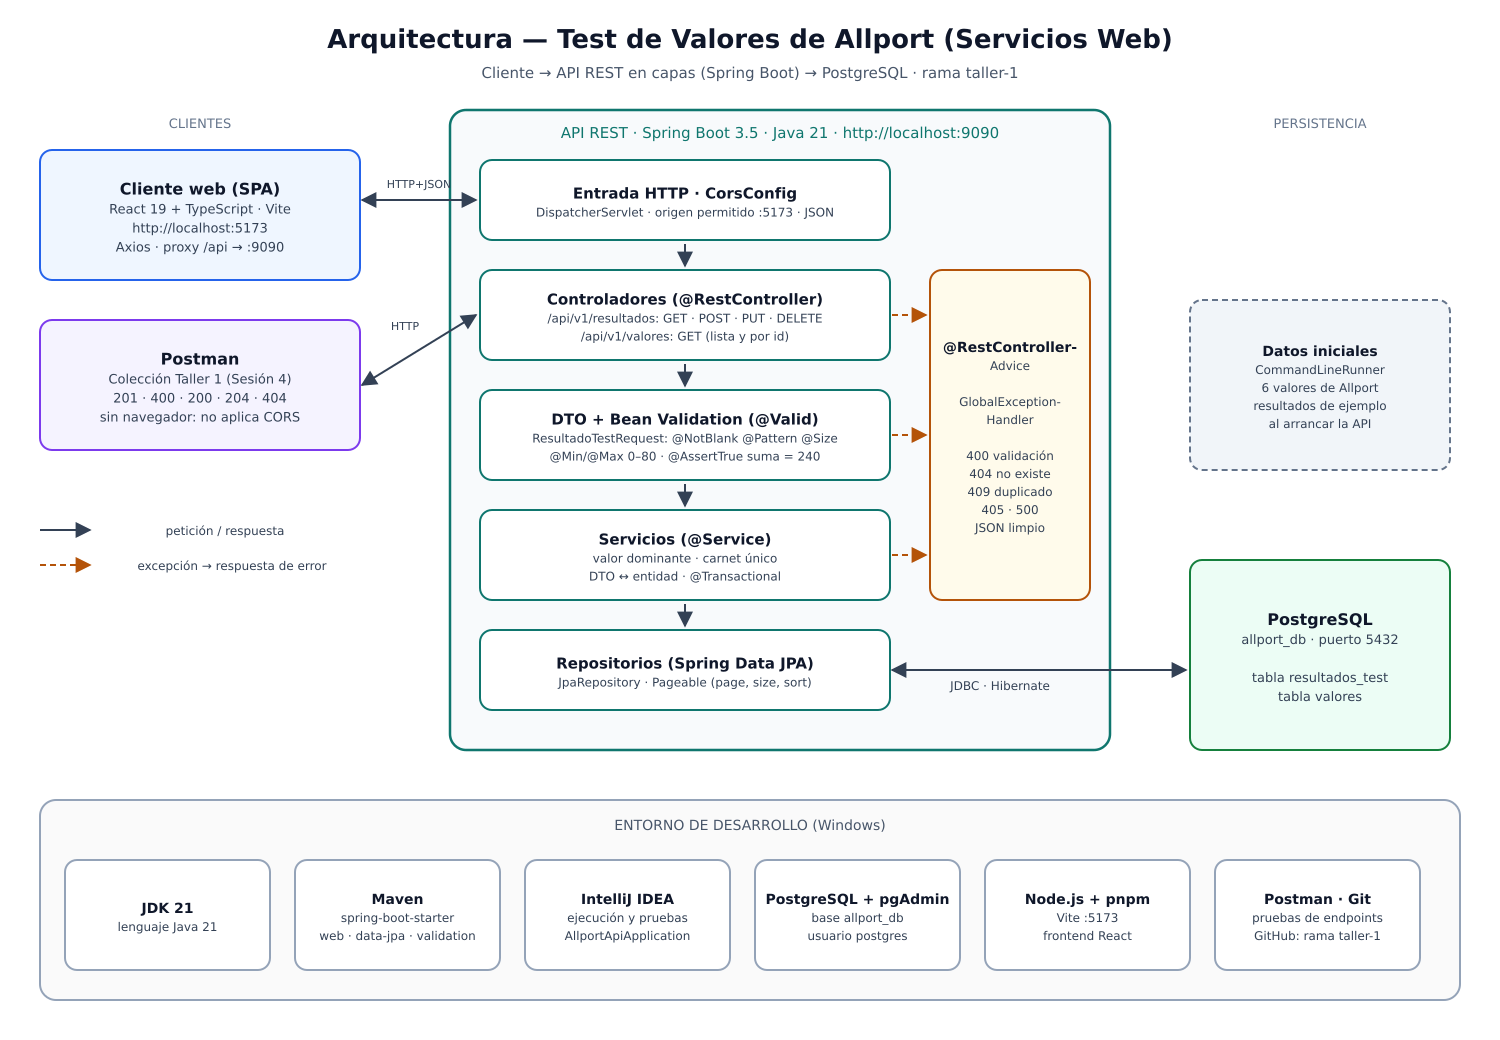 Arquitectura — Test de Valores de Allport (Servicios Web)
Cliente → API REST en capas (Spring Boot) → PostgreSQL · rama taller-1
CLIENTES
Cliente web (SPA)
React 19 + TypeScript · Vite
http://localhost:5173
Axios · proxy /api → :9090
Postman
Colección Taller 1 (Sesión 4)
201 · 400 · 200 · 204 · 404
sin navegador: no aplica CORS
petición / respuesta
excepción → respuesta de error
HTTP+JSON
HTTP
API REST · Spring Boot 3.5 · Java 21 · http://localhost:9090
Entrada HTTP · CorsConfig
DispatcherServlet · origen permitido :5173 · JSON
Controladores (@RestController)
/api/v1/resultados: GET · POST · PUT · DELETE
/api/v1/valores: GET (lista y por id)
DTO + Bean Validation (@Valid)
ResultadoTestRequest: @NotBlank @Pattern @Size
@Min/@Max 0–80 · @AssertTrue suma = 240
Servicios (@Service)
valor dominante · carnet único
DTO ↔ entidad · @Transactional
Repositorios (Spring Data JPA)
JpaRepository · Pageable (page, size, sort)
@RestController-
Advice
GlobalException-
Handler
400 validación
404 no existe
409 duplicado
405 · 500
JSON limpio
JDBC · Hibernate
PERSISTENCIA
Datos iniciales
CommandLineRunner
6 valores de Allport
resultados de ejemplo
al arrancar la API
PostgreSQL
allport_db · puerto 5432
tabla resultados_test
tabla valores
ENTORNO DE DESARROLLO (Windows)
JDK 21
lenguaje Java 21
Maven
spring-boot-starter
web · data-jpa · validation
IntelliJ IDEA
ejecución y pruebas
AllportApiApplication
PostgreSQL + pgAdmin
base allport_db
usuario postgres
Node.js + pnpm
Vite :5173
frontend React
Postman · Git
pruebas de endpoints
GitHub: rama taller-1